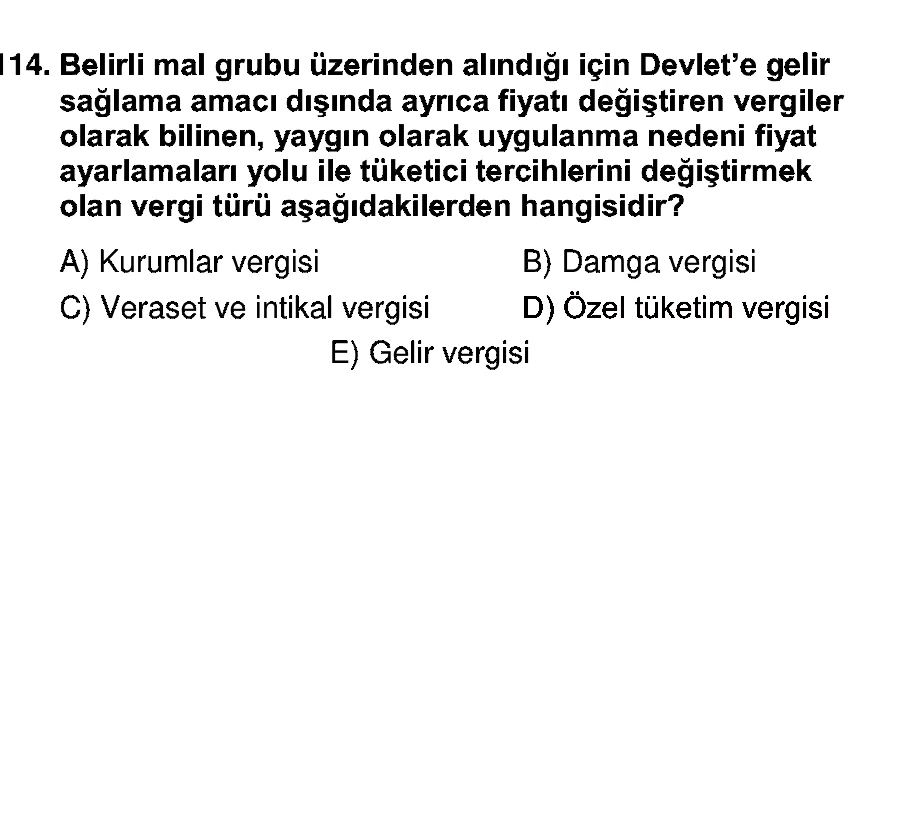 114. Belirli mal grubu üzerinden alındığı için Devlet’e gelir
sağlama amacı dışında ayrıca fiyatı değiştiren vergiler
olarak bilinen, yaygın olarak uygulanma nedeni fiyat
ayarlamaları yolu ile tüketici tercihlerini değiştirmek
olan vergi türü aşağıdakilerden hangisidir?
A) Kurumlar vergisi B) Damga vergisi
C) Veraset ve intikal vergisi D) Özel tüketim vergisi
E) Gelir vergisi